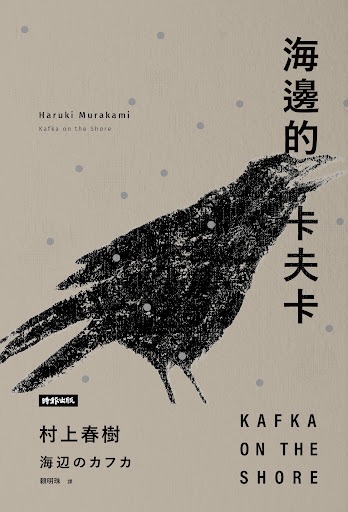 海邊的
卡夫卡
Haruki Murakami
Kafka on the Shore
時報出版
村上春樹
海辺のカフカ
賴明珠 譯
KAFKA
ON THE
SHORE